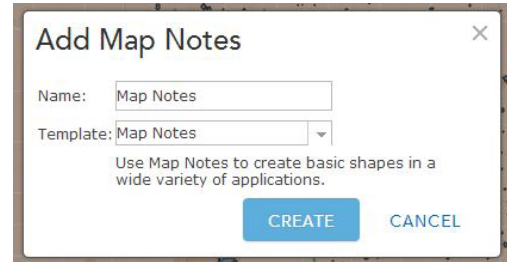 Add Map Notes
Name: Map Notes
Template: Map Notes
Use Map Notes to create basic shapes in a
wide variety of applications.
CREATE CANCEL